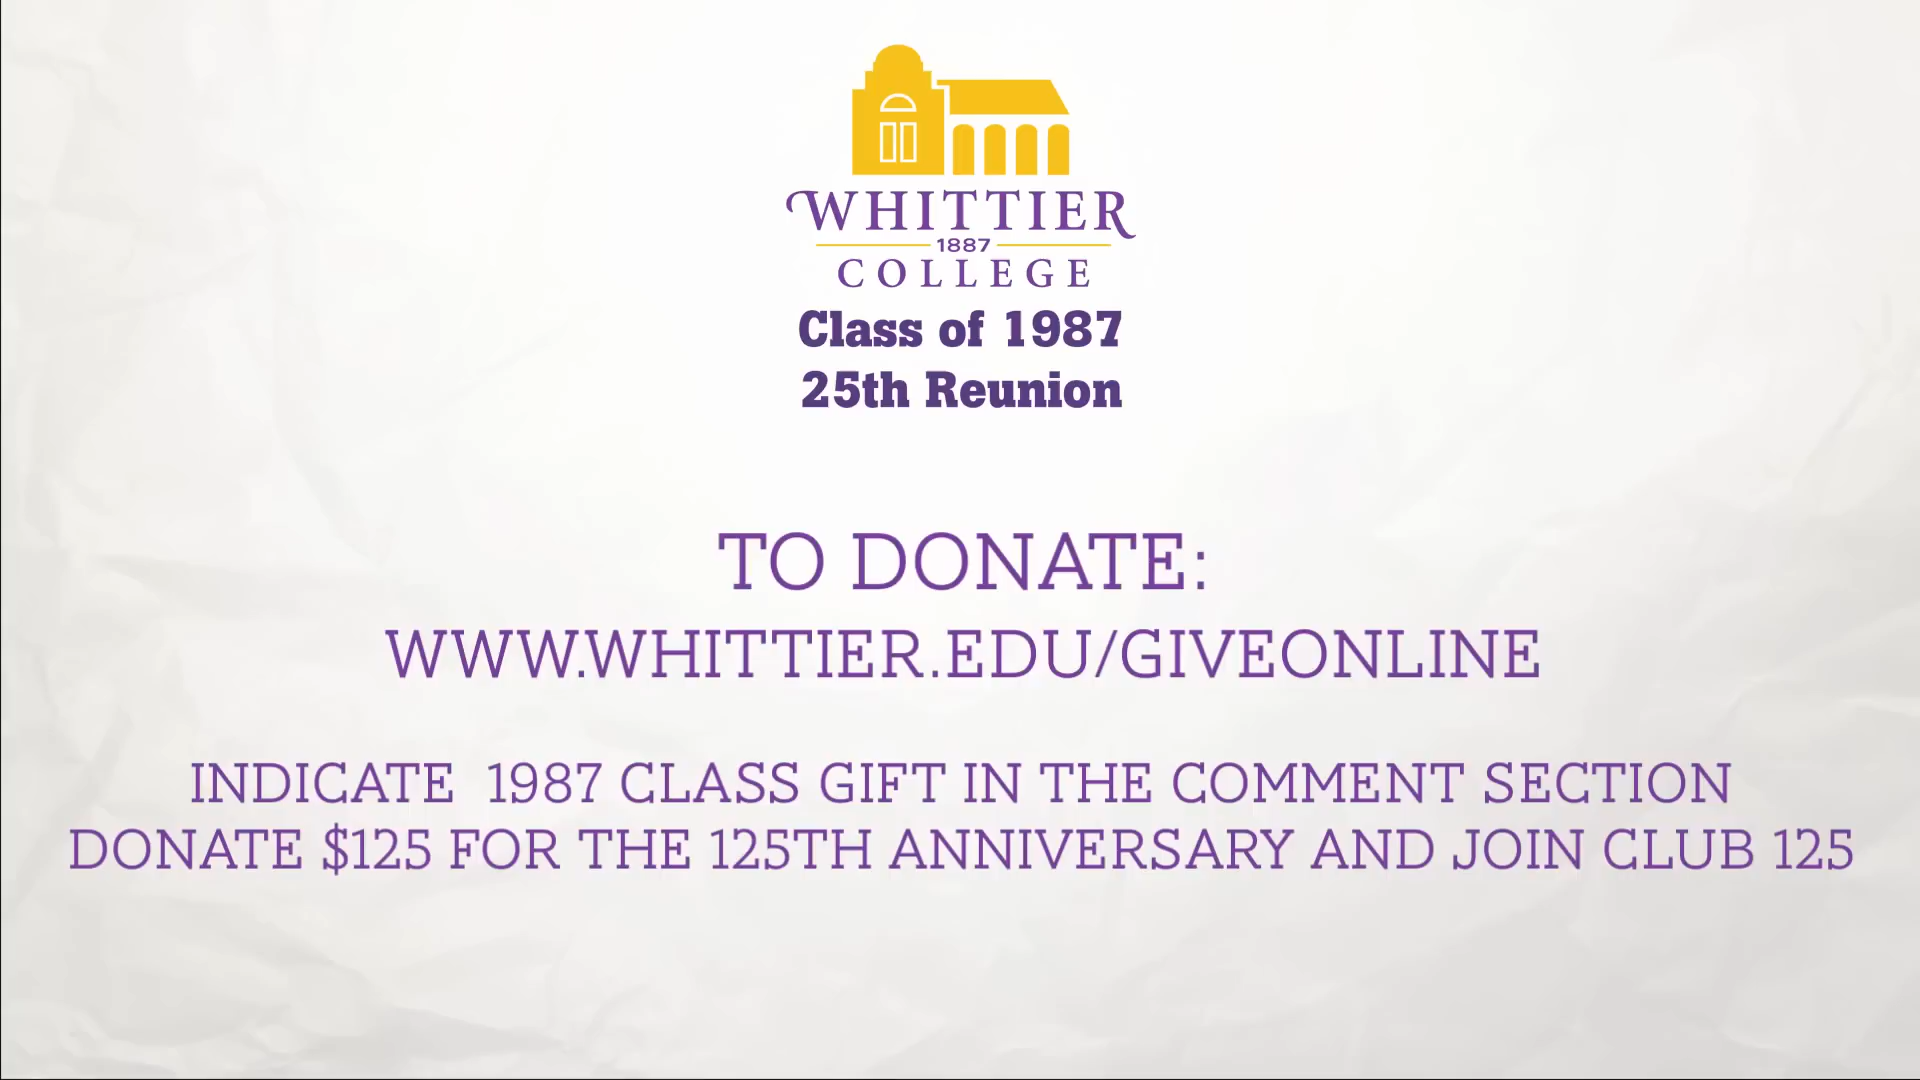 WHITTIER
1887
COLLEGE
Class of 1987
25th Reunion
TO DONATE:
WWW.WHITTIER.EDU/GIVEONLINE
INDICATE 1987 CLASS GIFT IN THE COMMENT SECTION
DONATE $125 FOR THE 125TH ANNIVERSARY AND JOIN CLUB 125